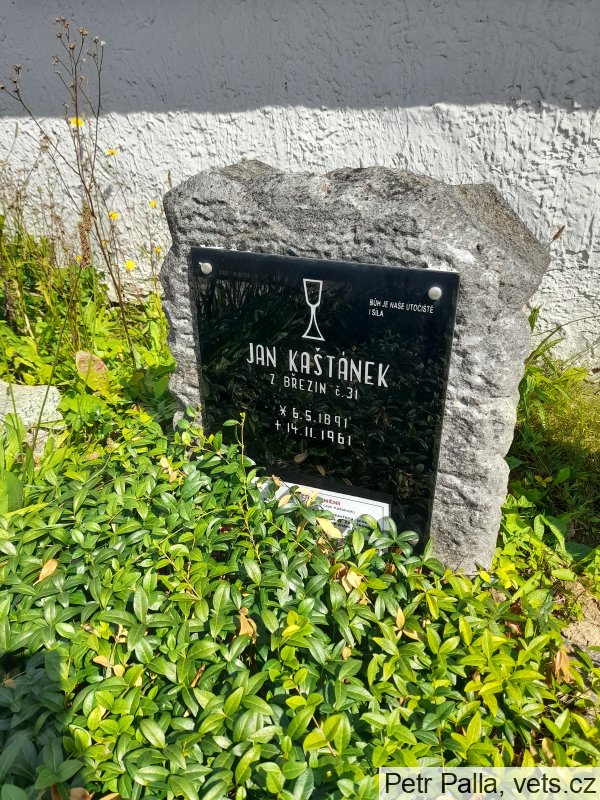 BŮH JE NAŠE ÚTOČIŠTĚ
I SÍLA
JAN KAŠTÁNEK
Z BŘEZIN č.31
* 6.5.1891
+ 14.11.1961
Petr Palla, vets.cz